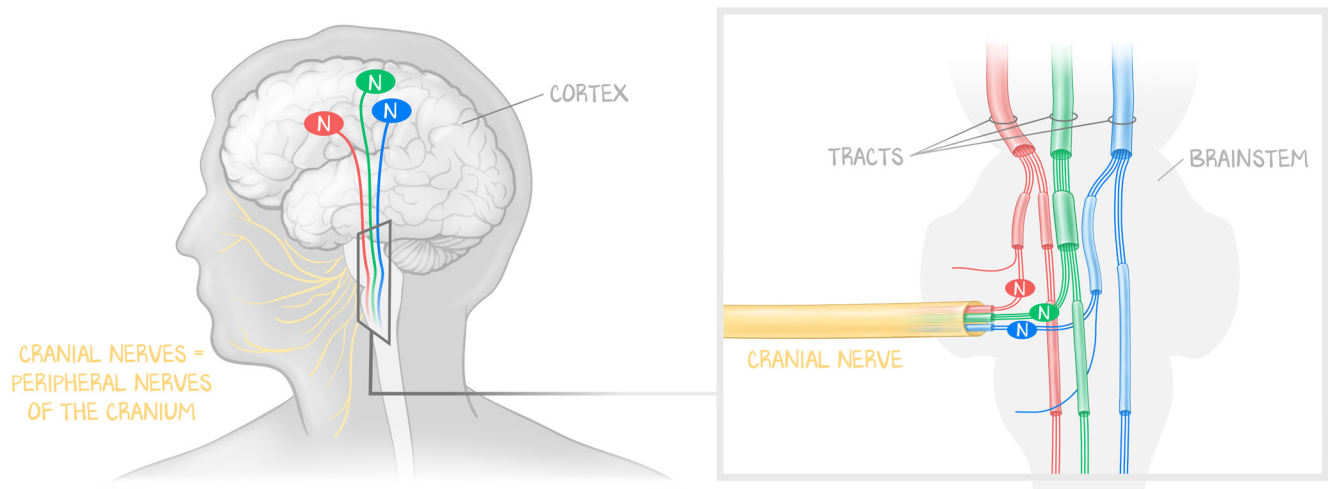 N
N
N
CORTEX
CRANIAL NERVES =
PERIPHERAL NERVES
OF THE CRANIUM
TRACTS
BRAINSTEM
N
N
N
CRANIAL NERVE